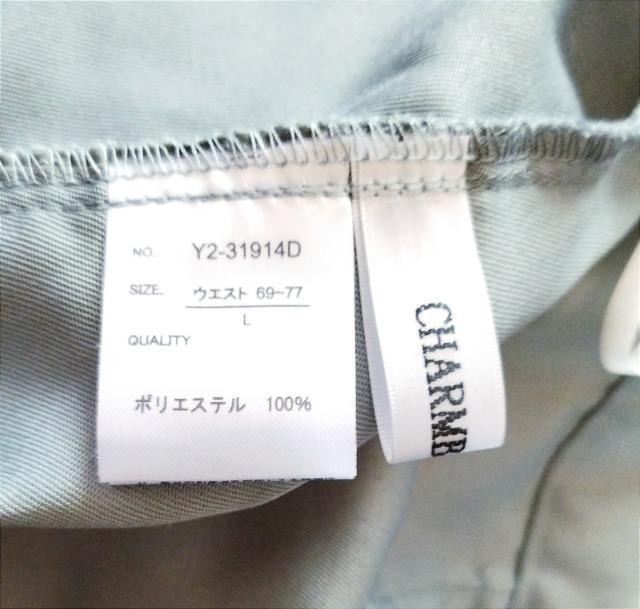 NO. Y2-31914D
SIZE. ウエスト 69~77
L
QUALITY
ポリエステル 100%
CHARMB